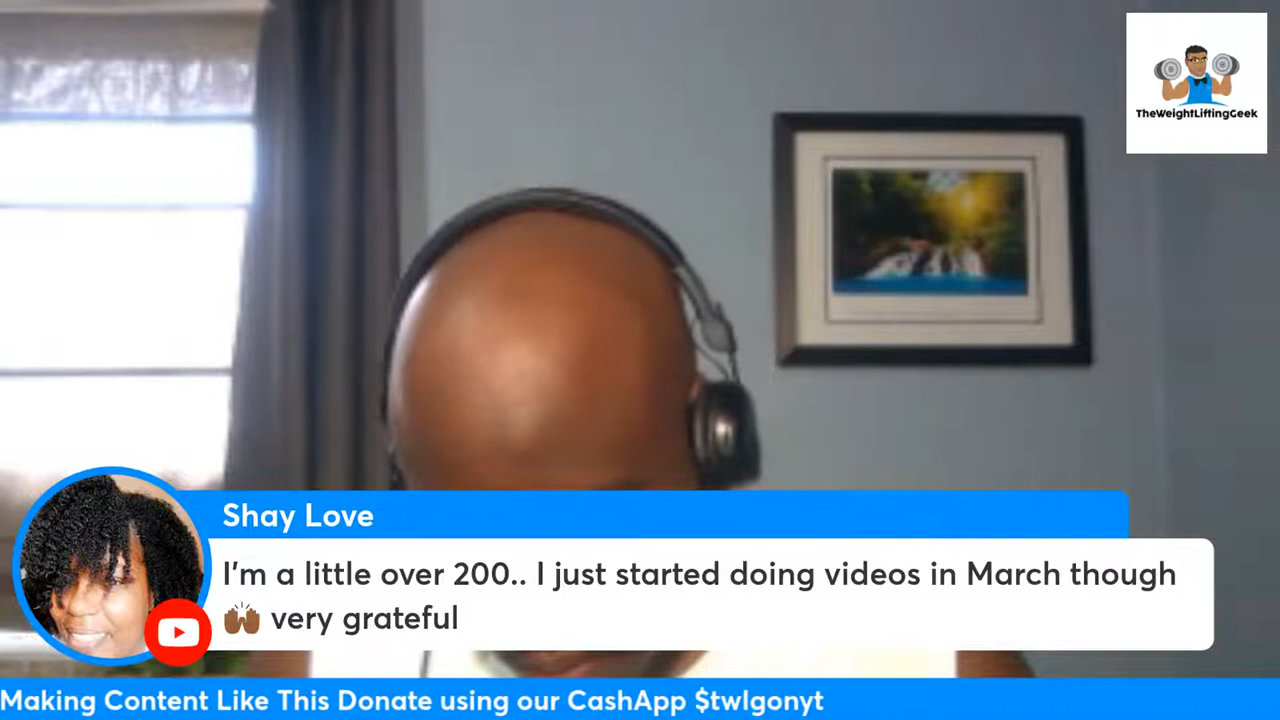 TheWeightLiftingGeek
Shay Love
I'm a little over 200.. I just started doing videos in March though
🙌🏾 very grateful
Making Content Like This Donate using our CashApp $twlgonyt